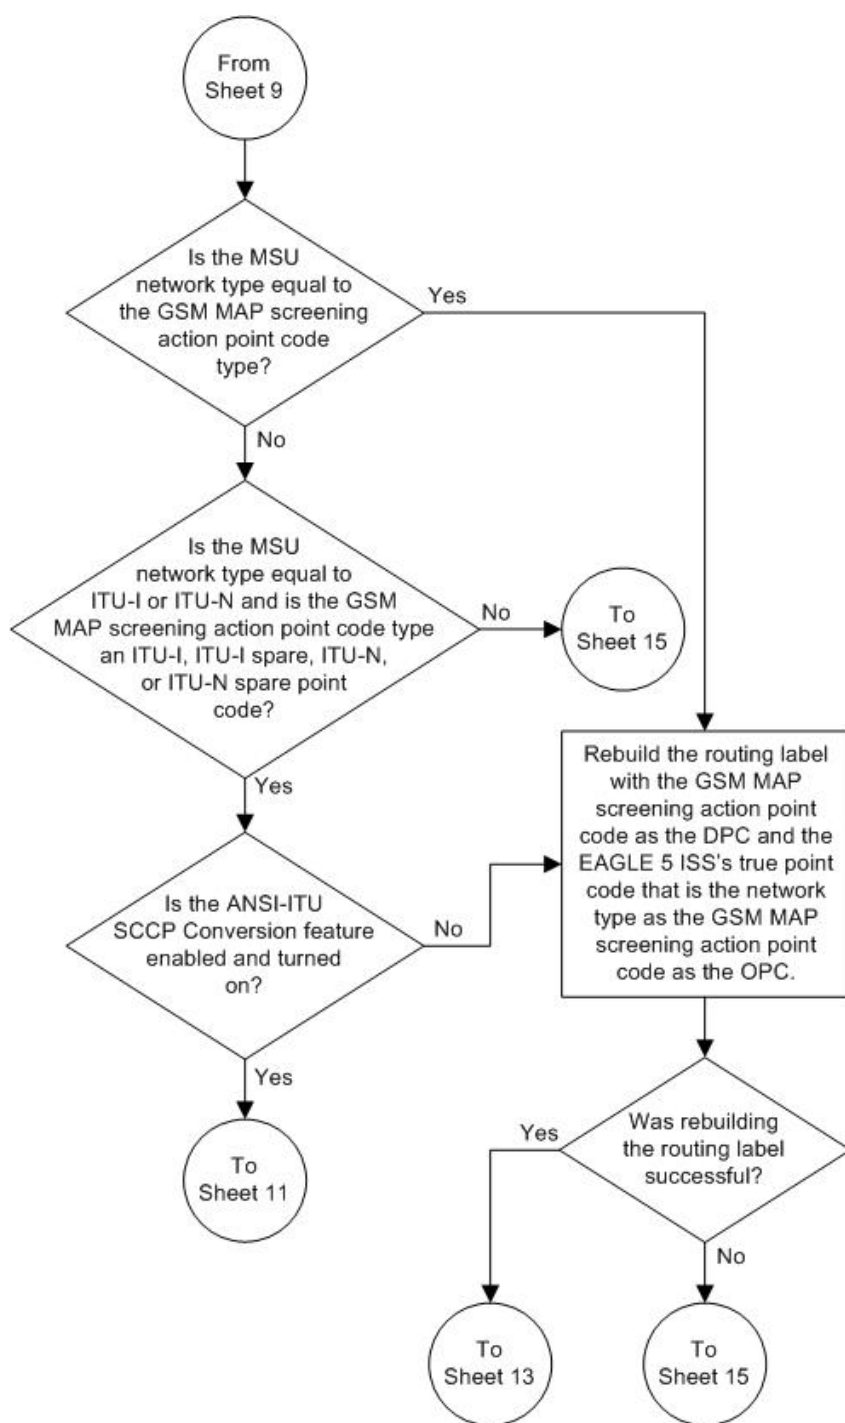 From
Sheet 9
Is the MSU
network type equal to
the GSM MAP screening
action point code
type?
Yes
No
Is the MSU
network type equal to
ITU-I or ITU-N and is the GSM
MAP screening action point code type
an ITU-I, ITU-I spare, ITU-N,
or ITU-N spare point
code?
No
To
Sheet 15
Yes
Rebuild the routing label
with the GSM MAP
screening action point
code as the DPC and the
EAGLE 5 ISS's true point
code that is the network
type as the GSM MAP
screening action point
code as the OPC.
Is the ANSI-ITU
SCCP Conversion feature
enabled and turned
on?
No
Yes
To
Sheet 11
Was rebuilding
the routing label
successful?
Yes
No
To
Sheet 13
To
Sheet 15